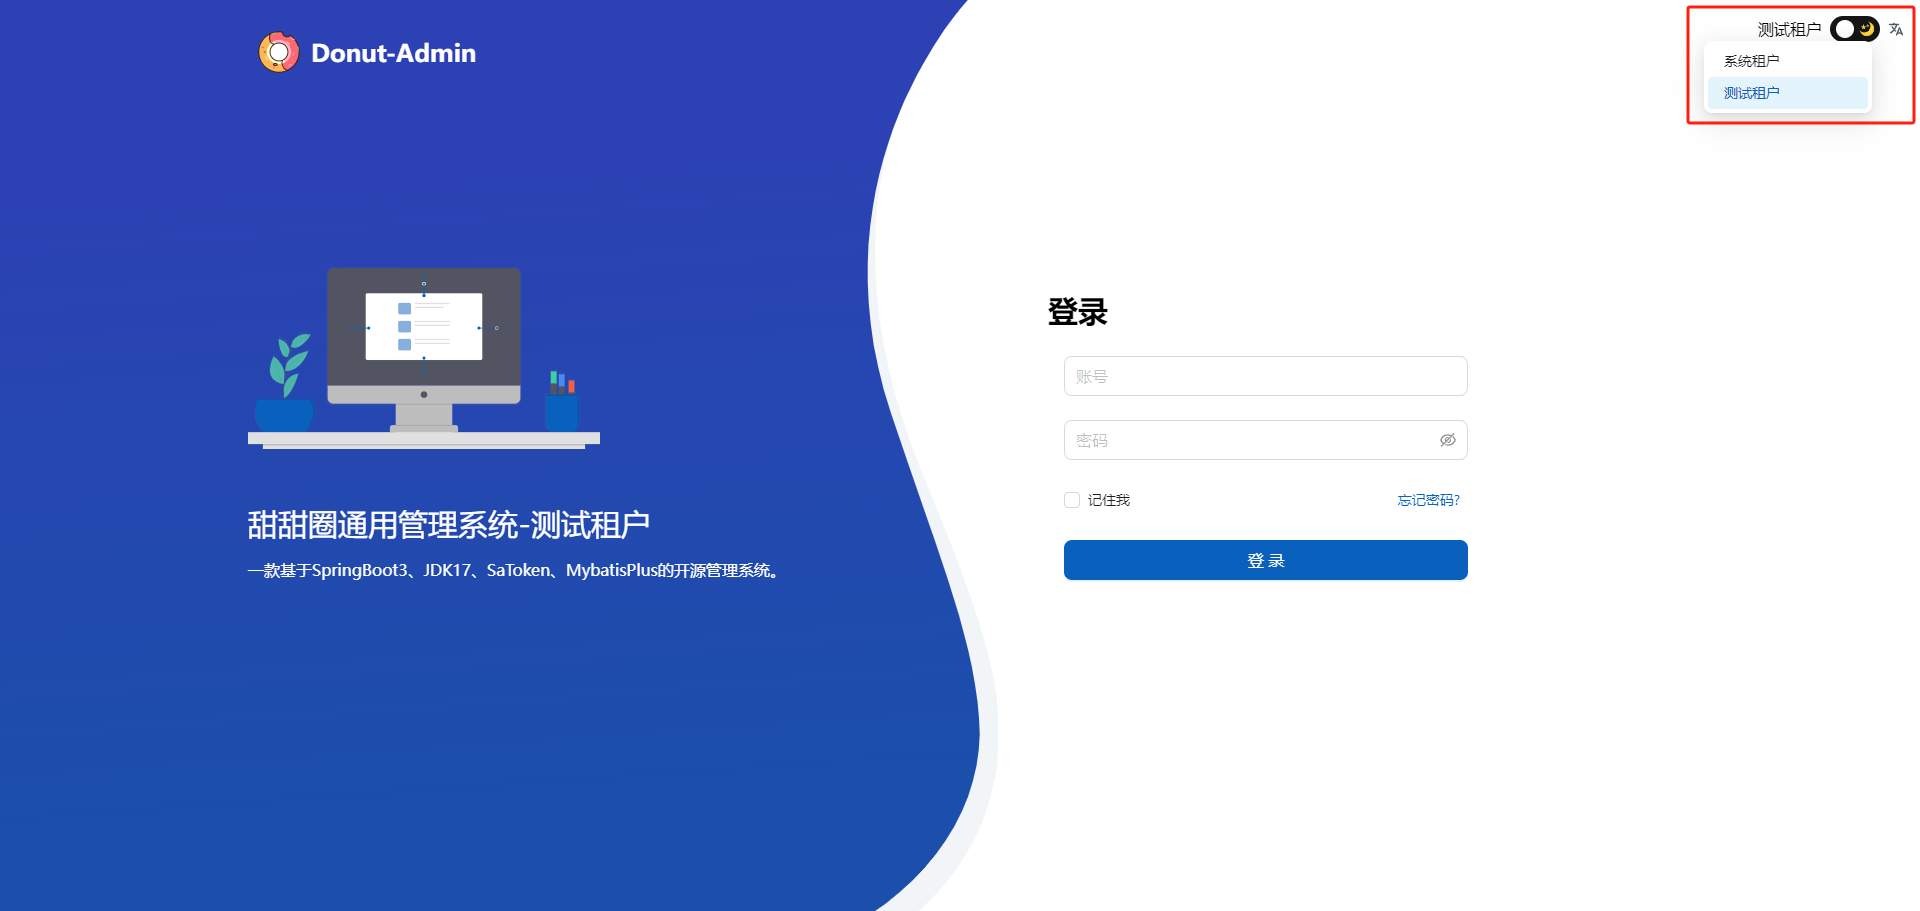 Donut-Admin
测试租户
系统租户
测试租户
登录
账号
密码
记住我
忘记密码?
登 录
甜甜圈通用管理系统-测试租户
一款基于SpringBoot3、JDK17、SaToken、MybatisPlus的开源管理系统。